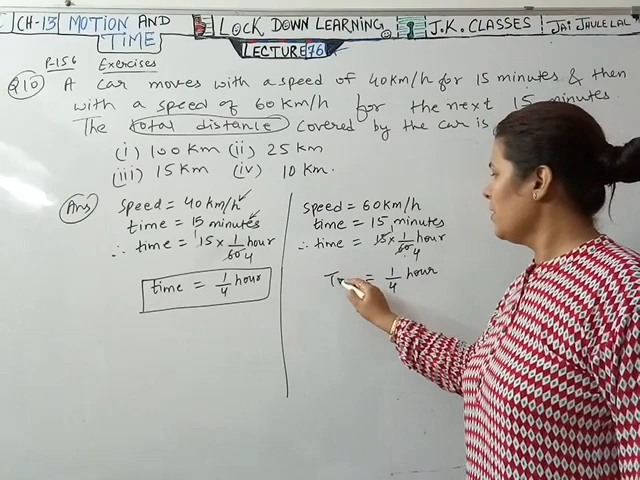 CH-13 MOTION AND TIME
LOCK DOWN LEARNING
LECTURE 76
J.K. CLASSES
JAI JHULELAL
P-156 Exercises
Q10) A car moves with a speed of 40 km/h for 15 minutes & then
with a speed of 60 km/h for the next 15 minutes.
The total distance covered by the car is
(i) 100 km (ii) 25 km
(iii) 15 km (iv) 10 km.
Ans) speed = 40 km/h
time = 15 minutes
∴ time = 15 × 1/60 hour
4
time = 1/4 hour
speed = 60 km/h
time = 15 minutes
∴ time = 15 × 1/60 hour
4
= 1/4 hour